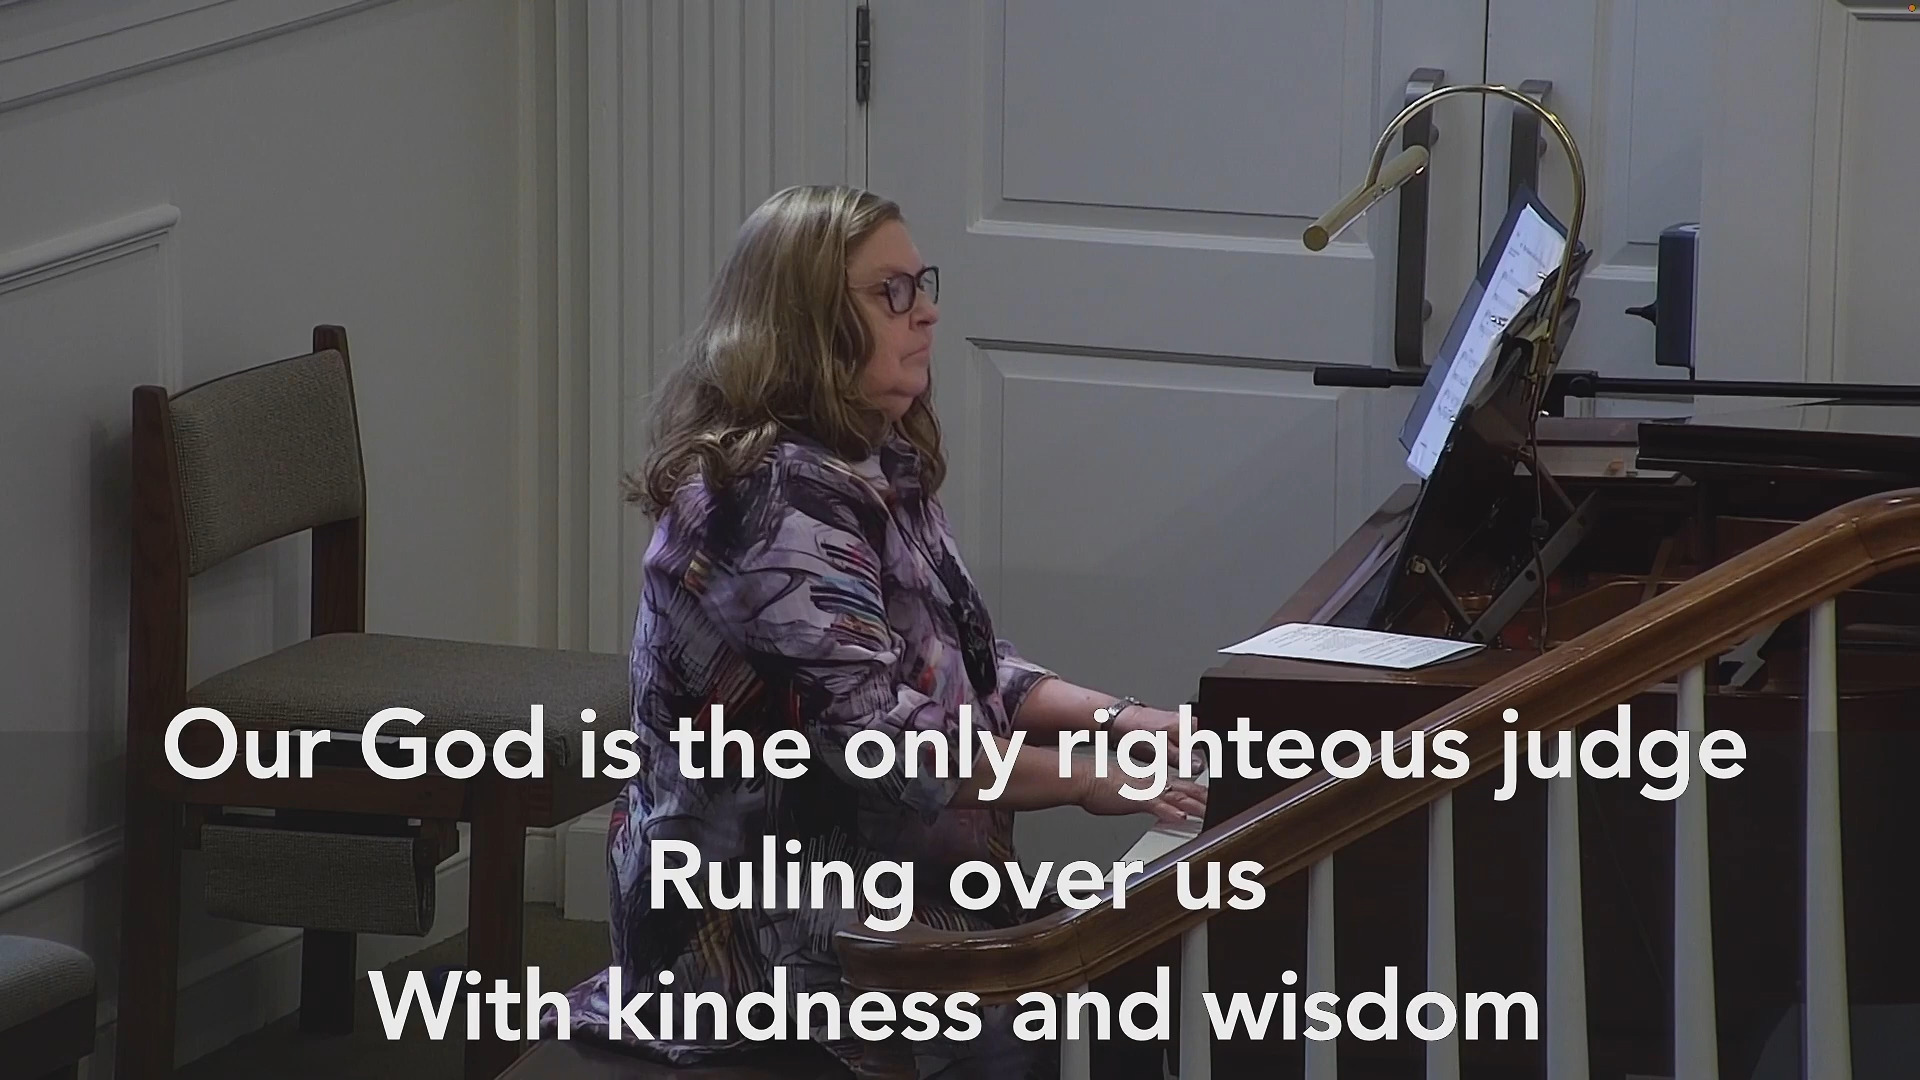 Our God is the only righteous judge
Ruling over us
With kindness and wisdom